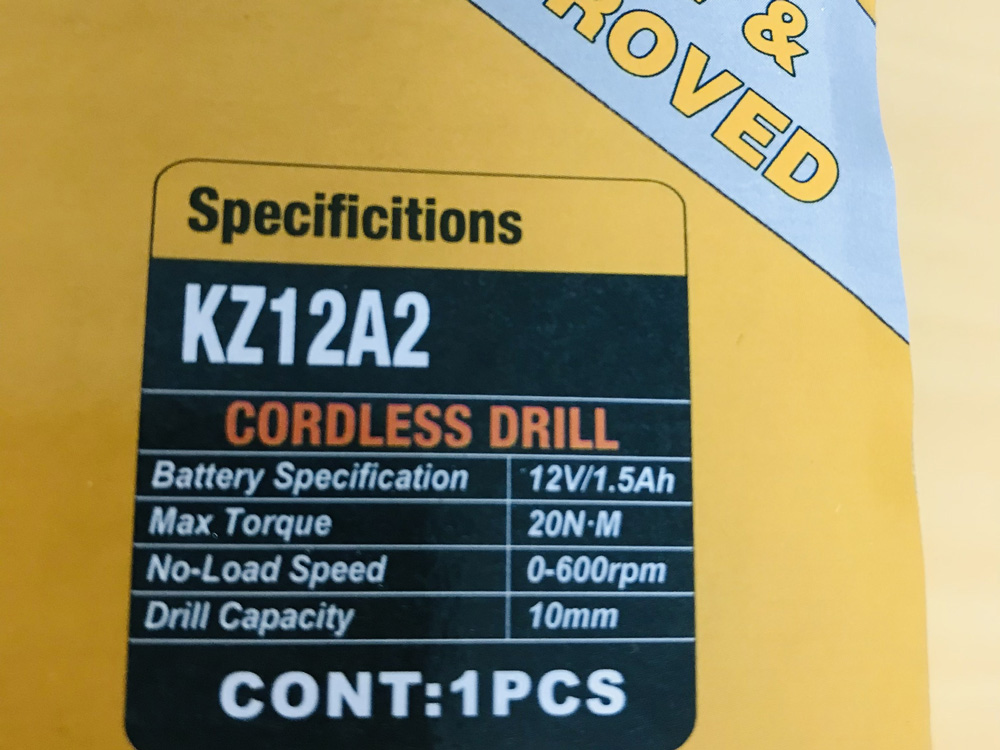 &
ROVED
Specificitions
KZ12A2
CORDLESS DRILL
Battery Specification 12V/1.5Ah
Max Torque 20N·M
No-Load Speed 0-600rpm
Drill Capacity 10mm
CONT:1PCS